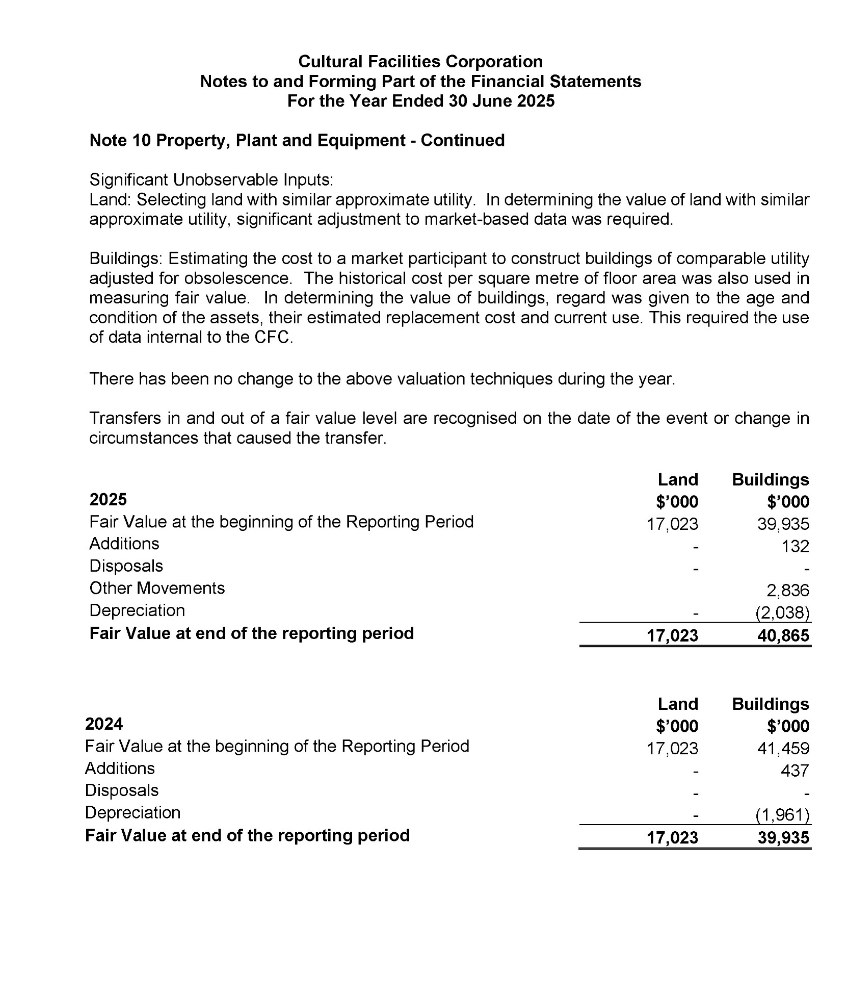 Cultural Facilities Corporation
Notes to and Forming Part of the Financial Statements
For the Year Ended 30 June 2025
Note 10 Property, Plant and Equipment - Continued
Significant Unobservable Inputs:
Land: Selecting land with similar approximate utility.  In determining the value of land with similar
approximate utility, significant adjustment to market-based data was required.
Buildings: Estimating the cost to a market participant to construct buildings of comparable utility
adjusted for obsolescence.  The historical cost per square metre of floor area was also used in
measuring fair value.  In determining the value of buildings, regard was given to the age and
condition of the assets, their estimated replacement cost and current use. This required the use
of data internal to the CFC.
There has been no change to the above valuation techniques during the year.
Transfers in and out of a fair value level are recognised on the date of the event or change in
circumstances that caused the transfer.
Land Buildings
2025 $’000 $’000
Fair Value at the beginning of the Reporting Period 17,023 39,935
Additions - 132
Disposals - -
Other Movements 2,836
Depreciation - (2,038)
Fair Value at end of the reporting period 17,023 40,865
Land Buildings
2024 $’000 $’000
Fair Value at the beginning of the Reporting Period 17,023 41,459
Additions - 437
Disposals - -
Depreciation - (1,961)
Fair Value at end of the reporting period 17,023 39,935